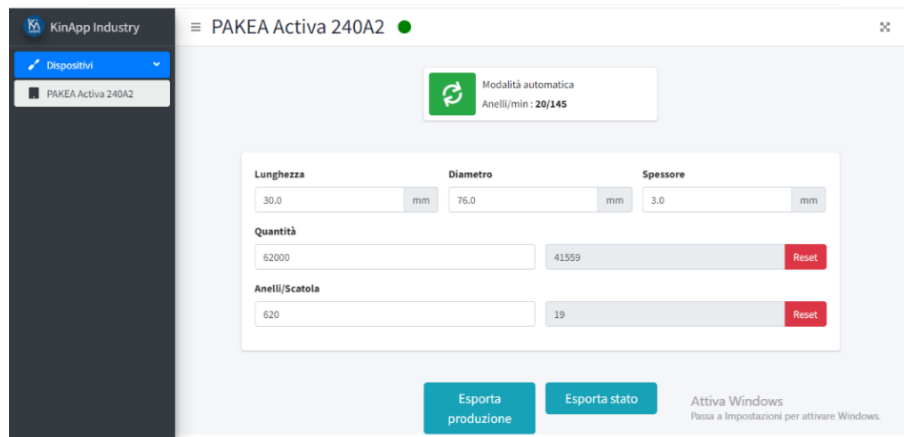 KinApp Industry
PAKEA Activa 240A2
Dispositivi
PAKEA Activa 240A2
Modalità automatica
Anelli/min : 20/145
Lunghezza Diametro Spessore
30.0 mm 76.0 mm 3.0 mm
Quantità
62000 41559 Reset
Anelli/Scatola
620 19 Reset
Esporta
produzione
Esporta stato
Attiva Windows
Passa a Impostazioni per attivare Windows.